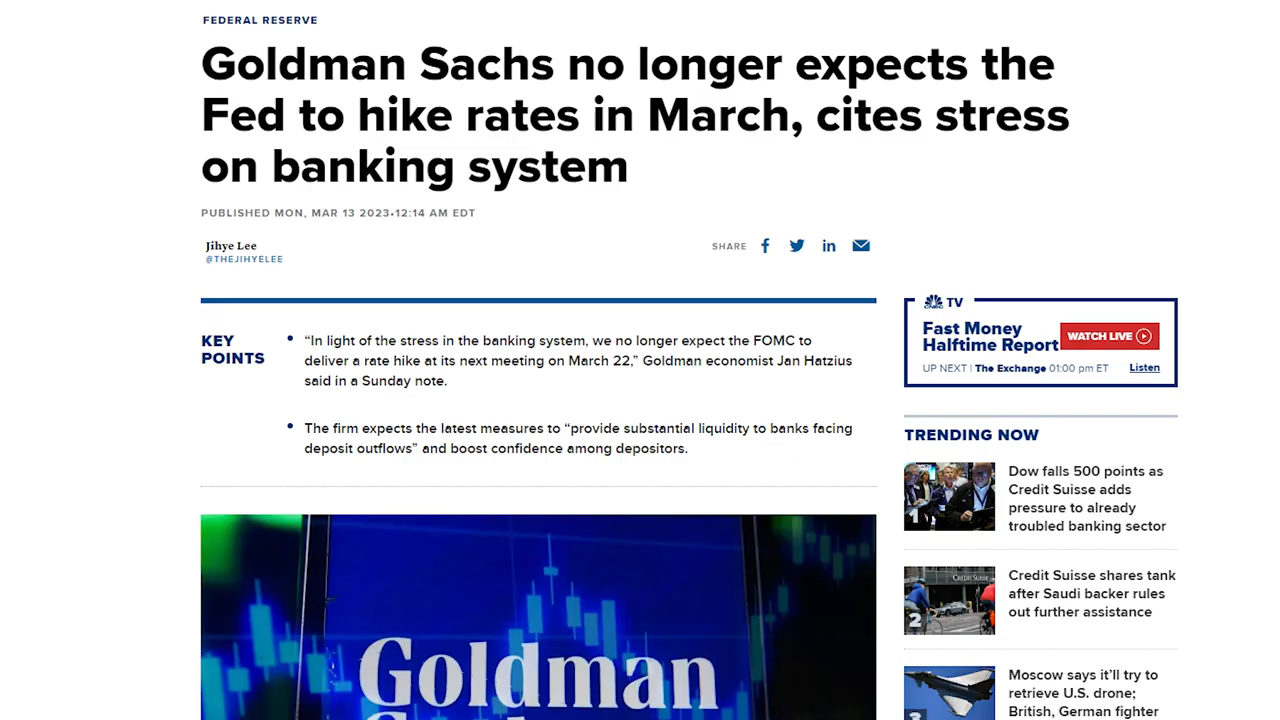 FEDERAL RESERVE
Goldman Sachs no longer expects the
Fed to hike rates in March, cites stress
on banking system
PUBLISHED MON, MAR 13 2023•12:14 AM EDT
Jihye Lee
@THEJIHYELEE
SHARE
KEY
POINTS
“In light of the stress in the banking system, we no longer expect the FOMC to
deliver a rate hike at its next meeting on March 22,” Goldman economist Jan Hatzius
said in a Sunday note.
The firm expects the latest measures to “provide substantial liquidity to banks facing
deposit outflows” and boost confidence among depositors.
Goldman
CNBC TV
Fast Money
Halftime Report
WATCH LIVE
UP NEXT | The Exchange 01:00 pm ET
Listen
TRENDING NOW
1
Dow falls 500 points as
Credit Suisse adds
pressure to already
troubled banking sector
CREDIT SUISSE
2
Credit Suisse shares tank
after Saudi backer rules
out further assistance
3
Moscow says it’ll try to
retrieve U.S. drone;
British, German fighter